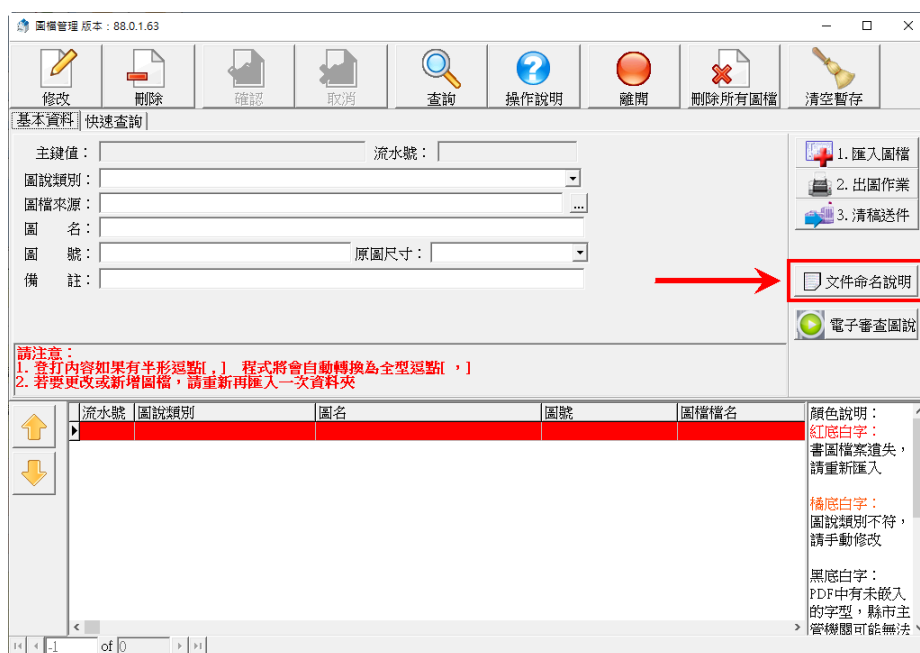 圖檔管理 版本：88.0.1.63
修改 刪除 確認 取消 查詢 操作說明 離開 刪除所有圖檔 清空暫存
基本資料 快速查詢
主鍵值： 流水號：
圖說類別：
圖檔來源： ...
圖 名：
圖 號： 原圖尺寸：
備 註：
1. 匯入圖檔
2. 出圖作業
3. 清稿送件
文件命名說明
電子審查圖說
請注意：
1. 登打內容如果有半形逗點[ , ] 程式將會自動轉換為全型逗點[ ，]
2. 若要更改或新增圖檔，請重新再匯入一次資料夾
流水號 圖說類別 圖名 圖號 圖檔檔名
顏色說明：
紅底白字：
書圖檔案遺失，
請重新匯入
橘底白字：
圖說類別不符，
請手動修改
黑底白字：
PDF中有未嵌入
的字型，縣市主
管機關可能無法
-1 of 0